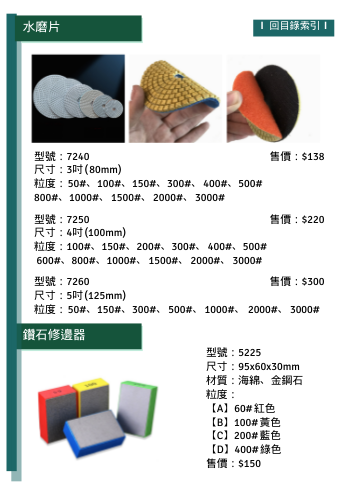 水磨片
I 回目錄索引 I
型號：7240 售價：$138
尺寸：3吋(80mm)
粒度：50#、100#、150#、300#、400#、500#
800#、1000#、1500#、2000#、3000#
型號：7250 售價：$220
尺寸：4吋(100mm)
粒度：100#、150#、200#、300#、400#、500#
600#、800#、1000#、1500#、2000#、3000#
型號：7260 售價：$300
尺寸：5吋(125mm)
粒度：50#、150#、300#、500#、1000#、2000#、3000#
鑽石修邊器
型號：5225
尺寸：95x60x30mm
材質：海綿、金鋼石
粒度：
【A】60# 紅色
【B】100# 黃色
【C】200# 藍色
【D】400# 綠色
售價：$150